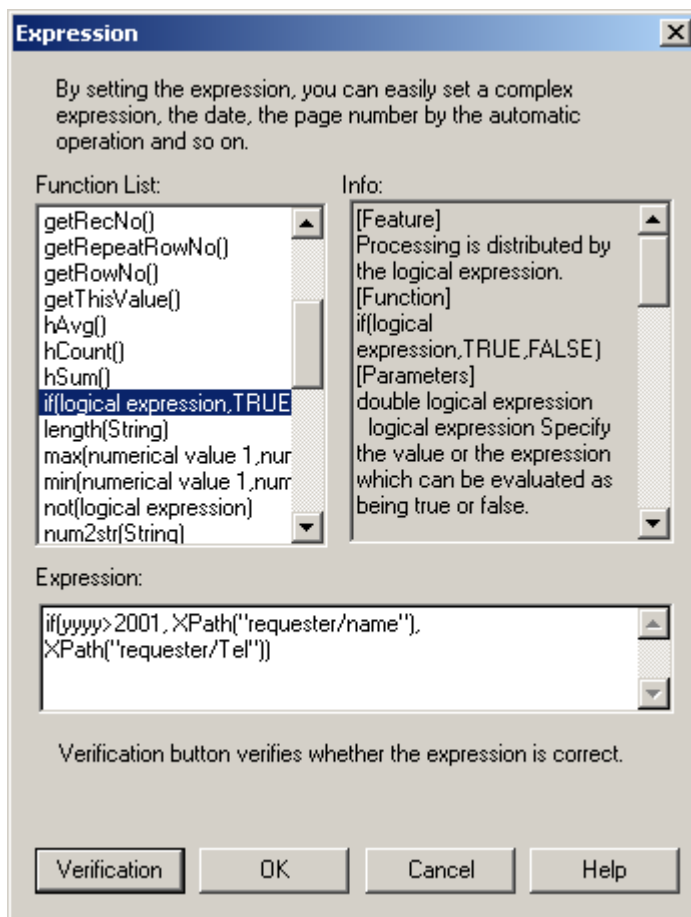 Expression
By setting the expression, you can easily set a complex
expression, the date, the page number by the automatic
operation and so on.
Function List:
getRecNo()
getRepeatRowNo()
getRowNo()
getThisValue()
hAvg()
hCount()
hSum()
if(logical expression,TRUE
length(String)
max(numerical value 1,nur
min(numerical value 1,num
not(logical expression)
num2str(String)
Info:
[Feature]
Processing is distributed by
the logical expression.
[Function]
if(logical
expression,TRUE,FALSE)
[Parameters]
double logical expression
logical expression Specify
the value or the expression
which can be evaluated as
being true or false.
Expression:
if(yyyy>2001, XPath("requester/name"),
XPath("requester/Tel"))
Verification button verifies whether the expression is correct.
Verification
OK
Cancel
Help